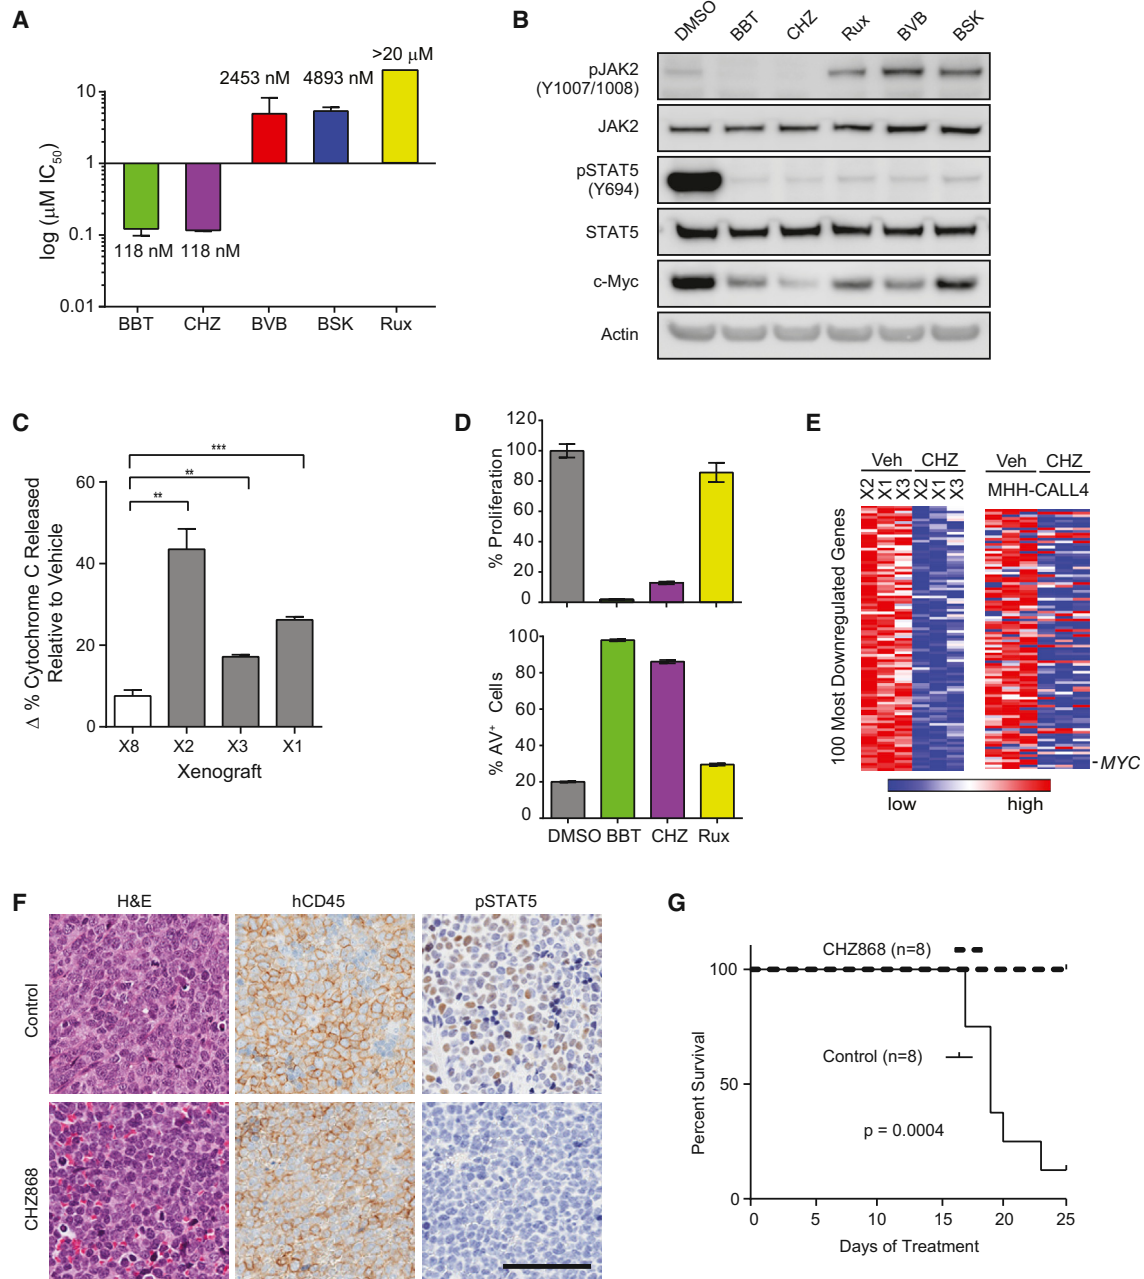 A
>20 μM
2453 nM 4893 nM
10
1
0.1
0.01
log (μM IC50)
118 nM 118 nM
BBT CHZ BVB BSK Rux
B
DMSO BBT CHZ Rux BVB BSK
pJAK2
(Y1007/1008)
JAK2
pSTAT5
(Y694)
STAT5
c-Myc
Actin
C
***
**
**
60
40
20
0
Δ % Cytochrome C Released
Relative to Vehicle
X8 X2 X3 X1
Xenograft
D
120
100
80
60
40
20
0
% Proliferation
100
80
60
40
20
0
% AV+ Cells
DMSO BBT CHZ Rux
E
Veh CHZ
X2 X1 X3 X2 X1 X3
Veh CHZ
MHH-CALL4
100 Most Downregulated Genes
MYC
low high
F
H&E hCD45 pSTAT5
Control
CHZ868
G
CHZ868 (n=8)
100
50
0
Percent Survival
Control (n=8)
p = 0.0004
0 5 10 15 20 25
Days of Treatment